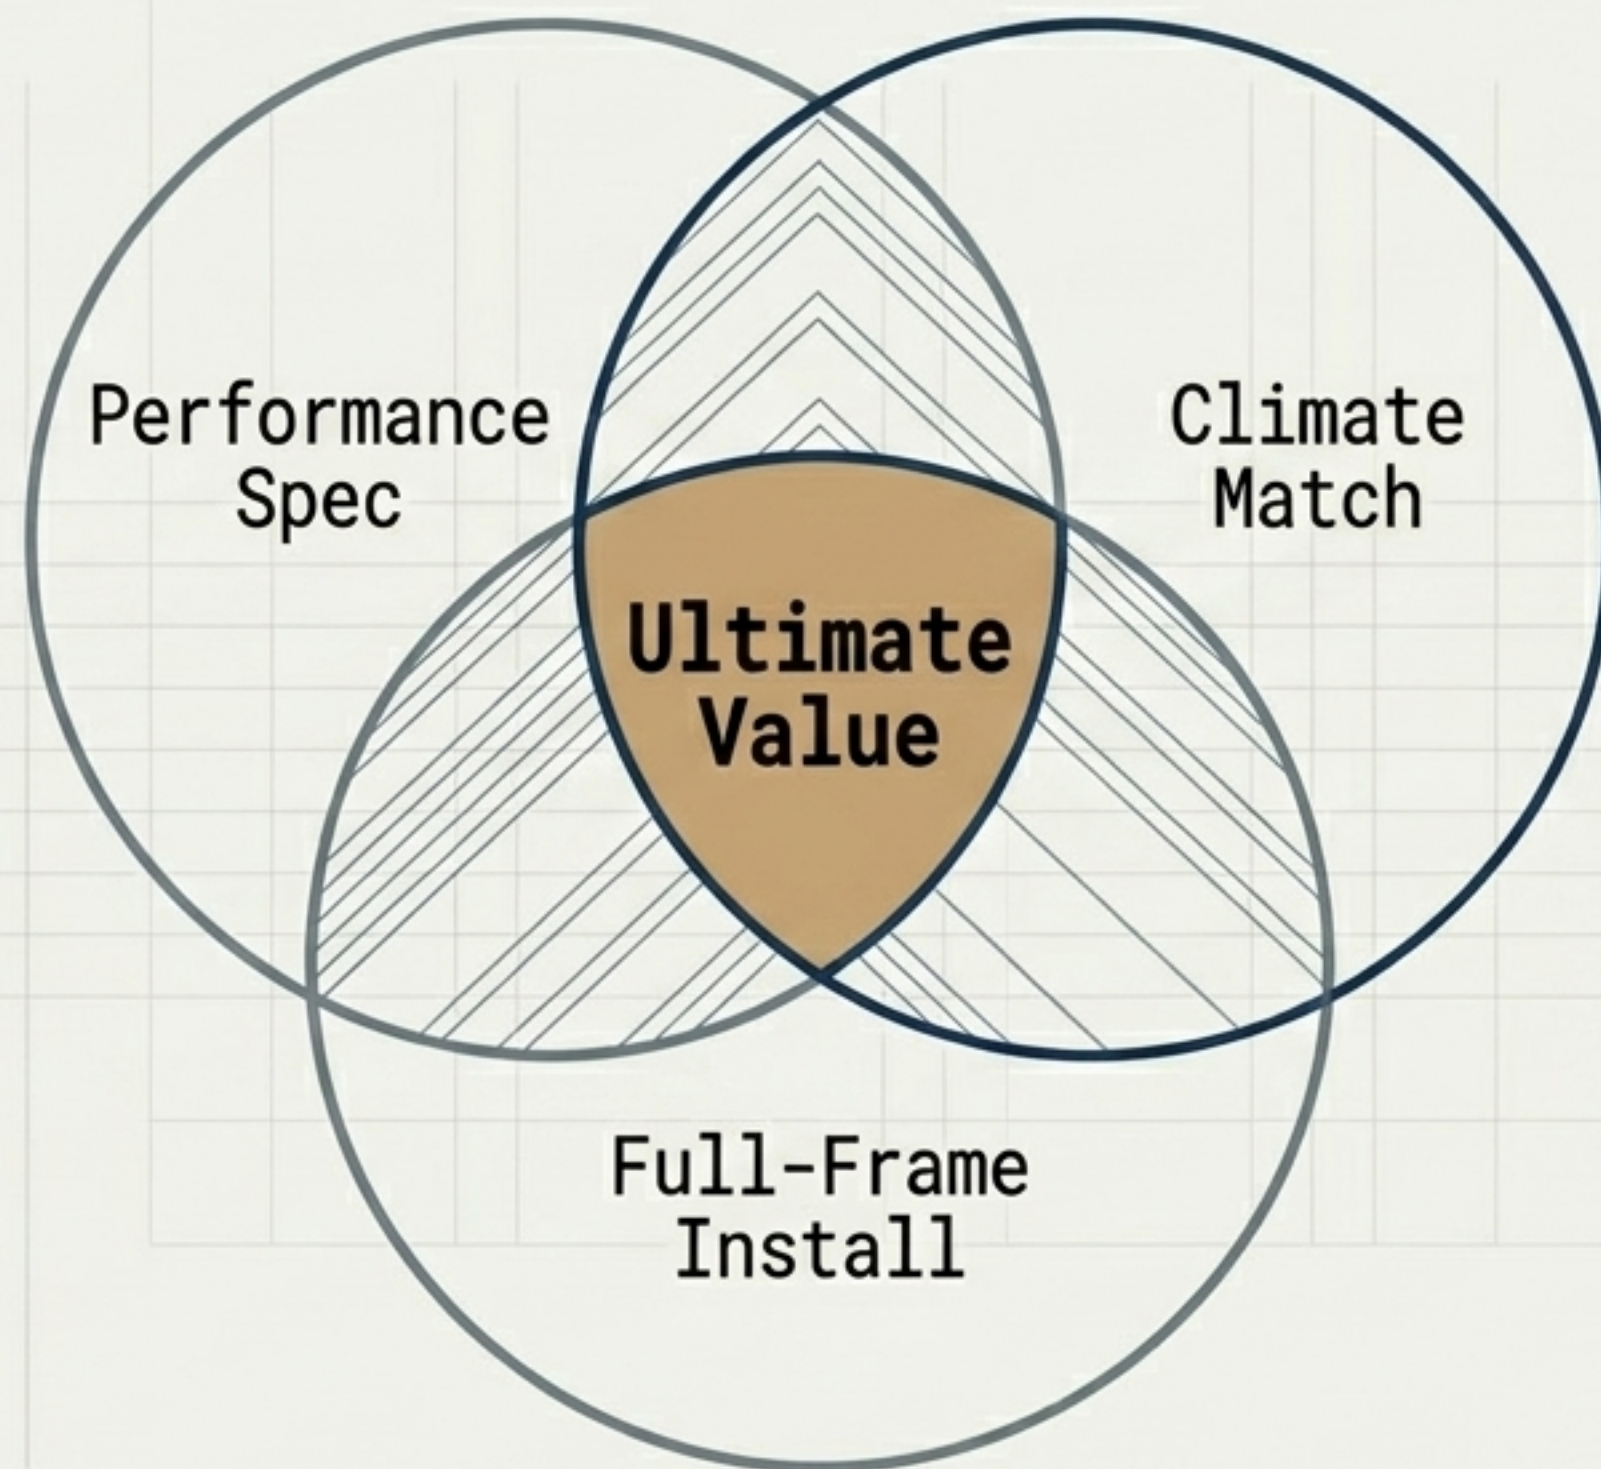 Performance
Spec
Climate
Match
Ultimate
Value
Full-Frame
Install